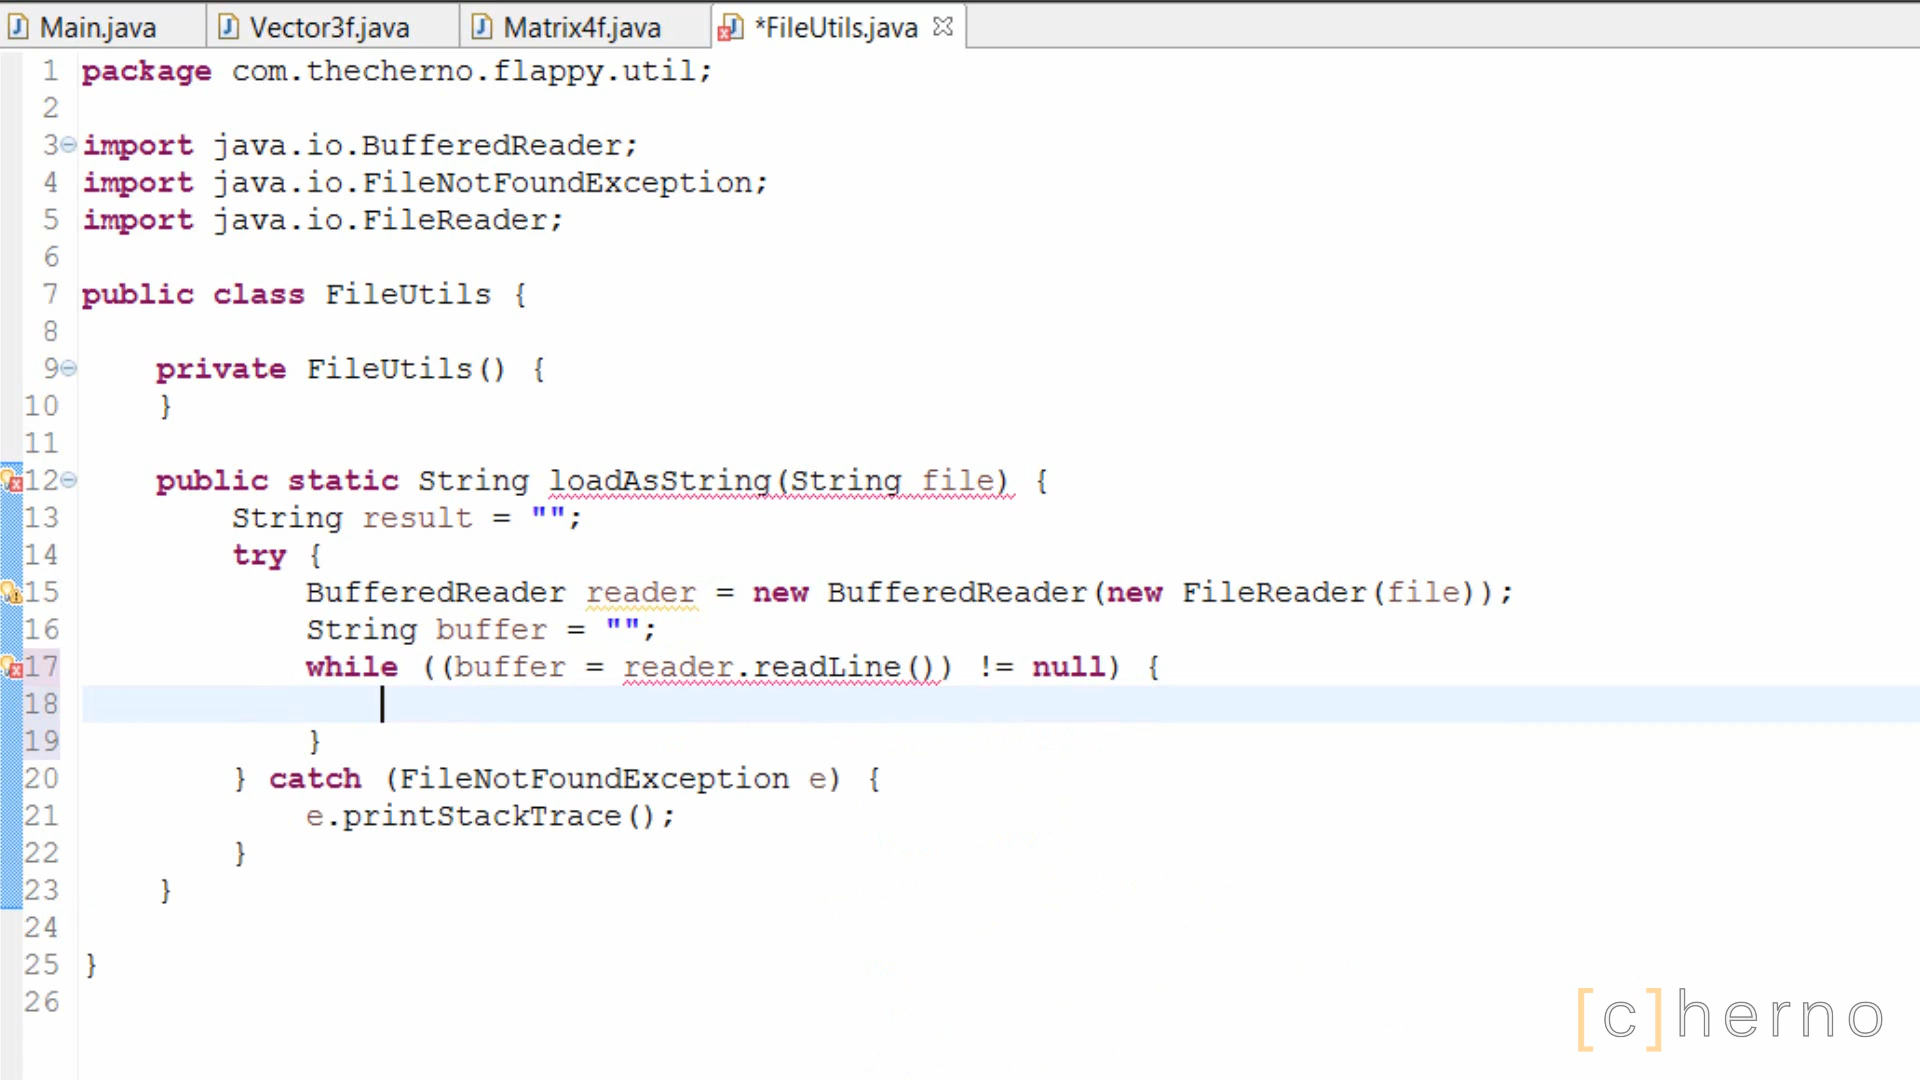 Main.java Vector3f.java Matrix4f.java *FileUtils.java
1 package com.thecherno.flappy.util;
2
3 import java.io.BufferedReader;
4 import java.io.FileNotFoundException;
5 import java.io.FileReader;
6
7 public class FileUtils {
8
9     private FileUtils() {
10     }
11
12     public static String loadAsString(String file) {
13         String result = "";
14         try {
15             BufferedReader reader = new BufferedReader(new FileReader(file));
16             String buffer = "";
17             while ((buffer = reader.readLine()) != null) {
18
19             }
20         } catch (FileNotFoundException e) {
21             e.printStackTrace();
22         }
23     }
24
25 }
26
[c]herno